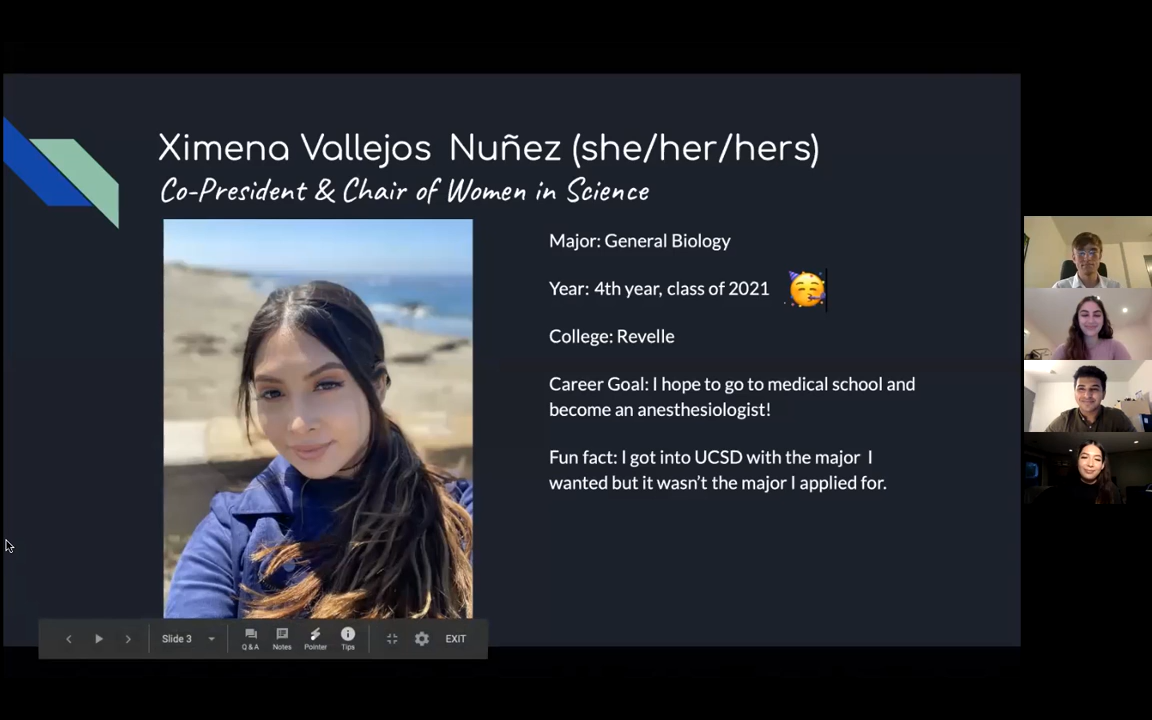 Ximena Vallejos Nuñez (she/her/hers)
Co-President & Chair of Women in Science
Major: General Biology
Year: 4th year, class of 2021
College: Revelle
Career Goal: I hope to go to medical school and
become an anesthesiologist!
Fun fact: I got into UCSD with the major I
wanted but it wasn't the major I applied for.
Slide 3
Q & A
Notes
Pointer
Tips
EXIT